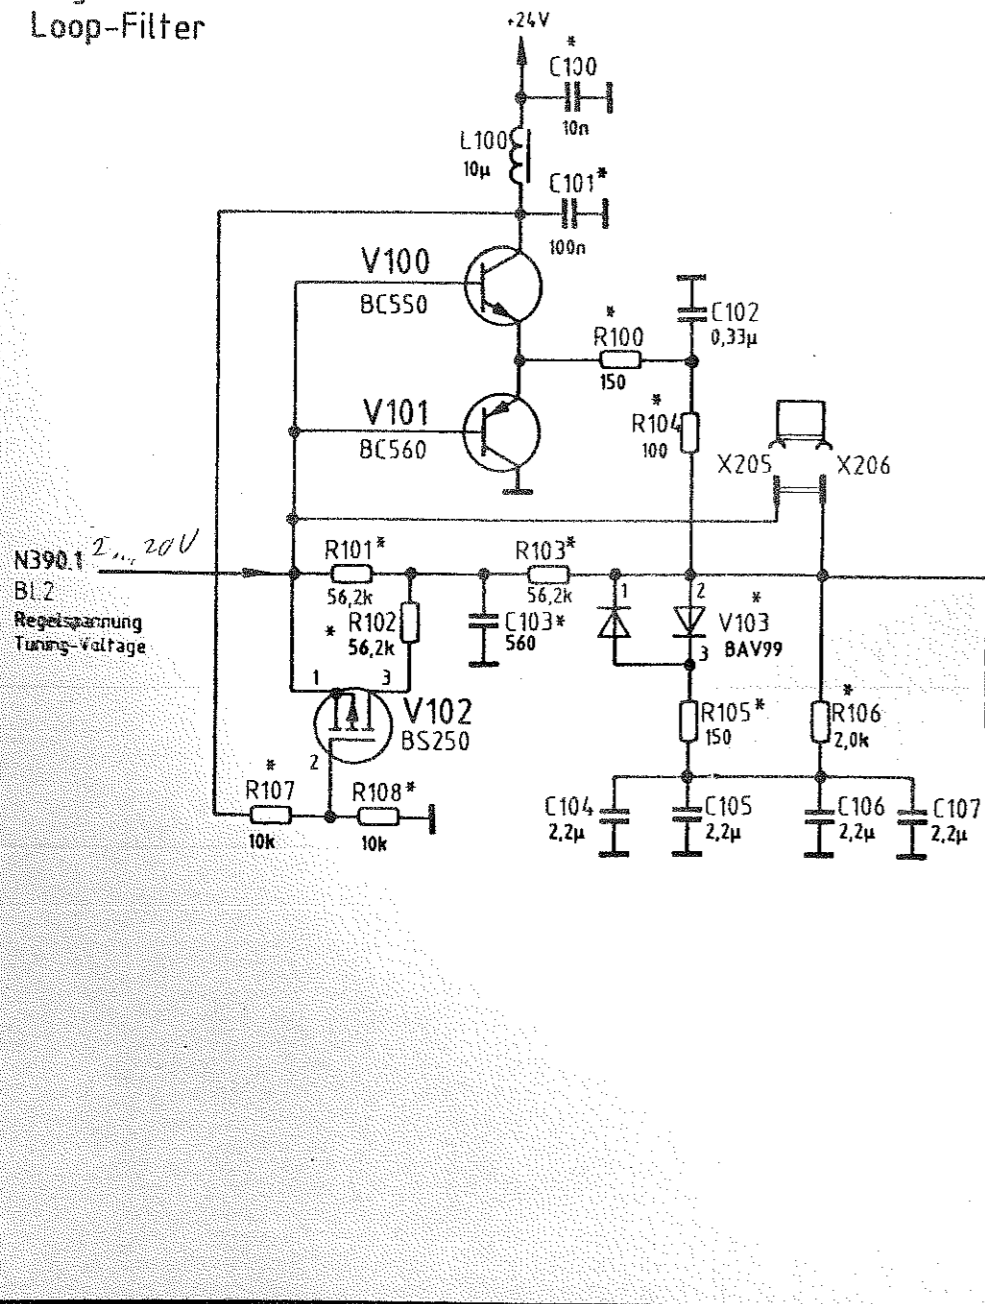 Loop-Filter
+24V
*
C100
10n
L100
10µ
C101*
100n
V100
BC550
*
R100
150
C102
0,33µ
V101
BC560
*
R104
100
X205
X206
N390.1
Bl.2
Regelspannung
Tuning-Voltage
2 ... 20V
R101*
56,2k
R102
*
56,2k
R103*
56,2k
C103*
560
1
2
*
V103
BAV99
3
1
3
V102
BS250
2
R105*
150
*
R106
2,0k
*
R107
10k
R108*
10k
C104
2,2µ
C105
2,2µ
C106
2,2µ
C107
2,2µ